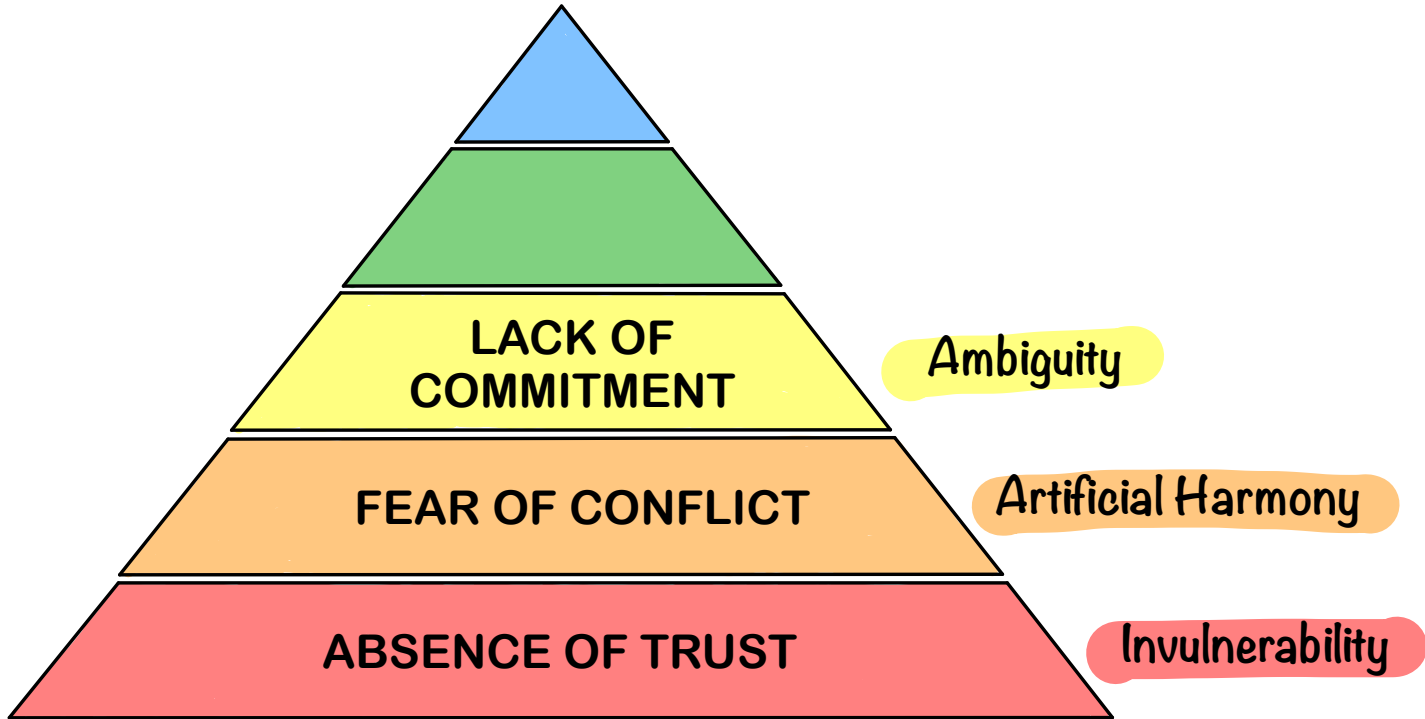 LACK OF
COMMITMENT
Ambiguity
FEAR OF CONFLICT
Artificial Harmony
ABSENCE OF TRUST
Invulnerability